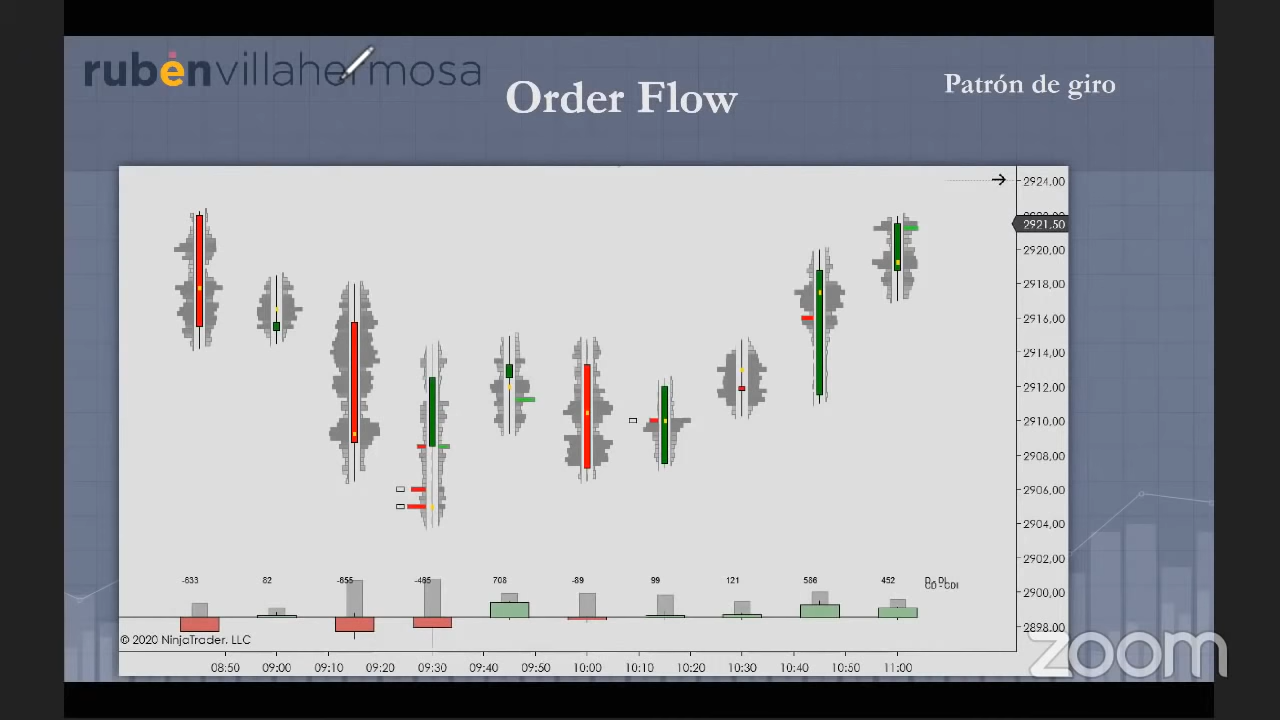 rubénvillahermosa
Order Flow
Patrón de giro
2924,00
2921,50
2920,00
2918,00
2916,00
2914,00
2912,00
2910,00
2908,00
2906,00
2904,00
2902,00
2900,00
2898,00
-633 82 -855 -485 708 -89 99 121 586 452
© 2020 NinjaTrader, LLC
08:50 09:00 09:10 09:20 09:30 09:40 09:50 10:00 10:10 10:20 10:30 10:40 10:50 11:00
zoom